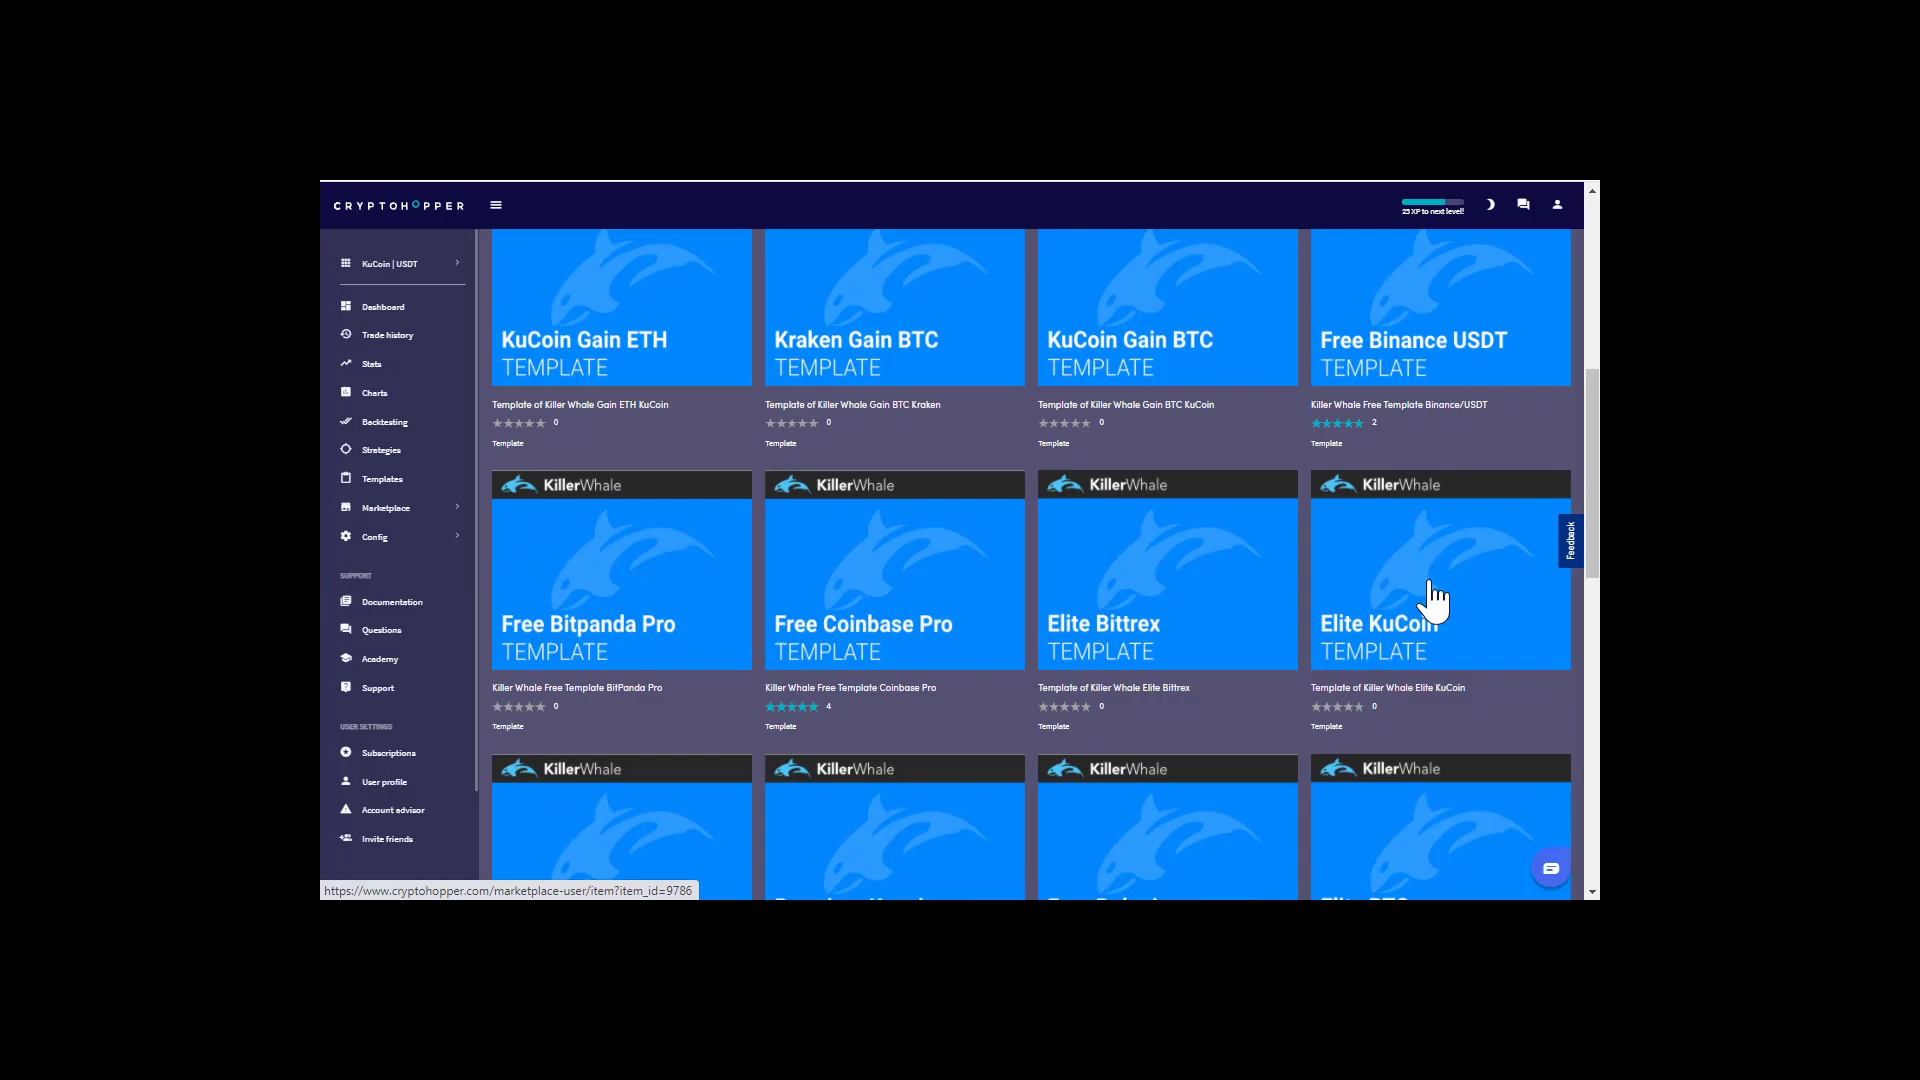 CRYPTOHOPPER
23 XP to next level!
KuCoin | USDT
Dashboard
Trade history
Stats
Charts
Backtesting
Strategies
Templates
Marketplace
Config
SUPPORT
Documentation
Questions
Academy
Support
USER SETTINGS
Subscriptions
User profile
Account advisor
Invite friends
KuCoin Gain ETH
TEMPLATE
Template of Killer Whale Gain ETH KuCoin
0
Template
Kraken Gain BTC
TEMPLATE
Template of Killer Whale Gain BTC Kraken
0
Template
KuCoin Gain BTC
TEMPLATE
Template of Killer Whale Gain BTC KuCoin
0
Template
Free Binance USDT
TEMPLATE
Killer Whale Free Template Binance/USDT
2
Template
KillerWhale
Free Bitpanda Pro
TEMPLATE
Killer Whale Free Template BitPanda Pro
0
Template
KillerWhale
Free Coinbase Pro
TEMPLATE
Killer Whale Free Template Coinbase Pro
4
Template
KillerWhale
Elite Bittrex
TEMPLATE
Template of Killer Whale Elite Bittrex
0
Template
KillerWhale
Elite KuCoin
TEMPLATE
Template of Killer Whale Elite KuCoin
0
Template
KillerWhale
KillerWhale
KillerWhale
KillerWhale
Feedback
https://www.cryptohopper.com/marketplace-user/item?item_id=9786